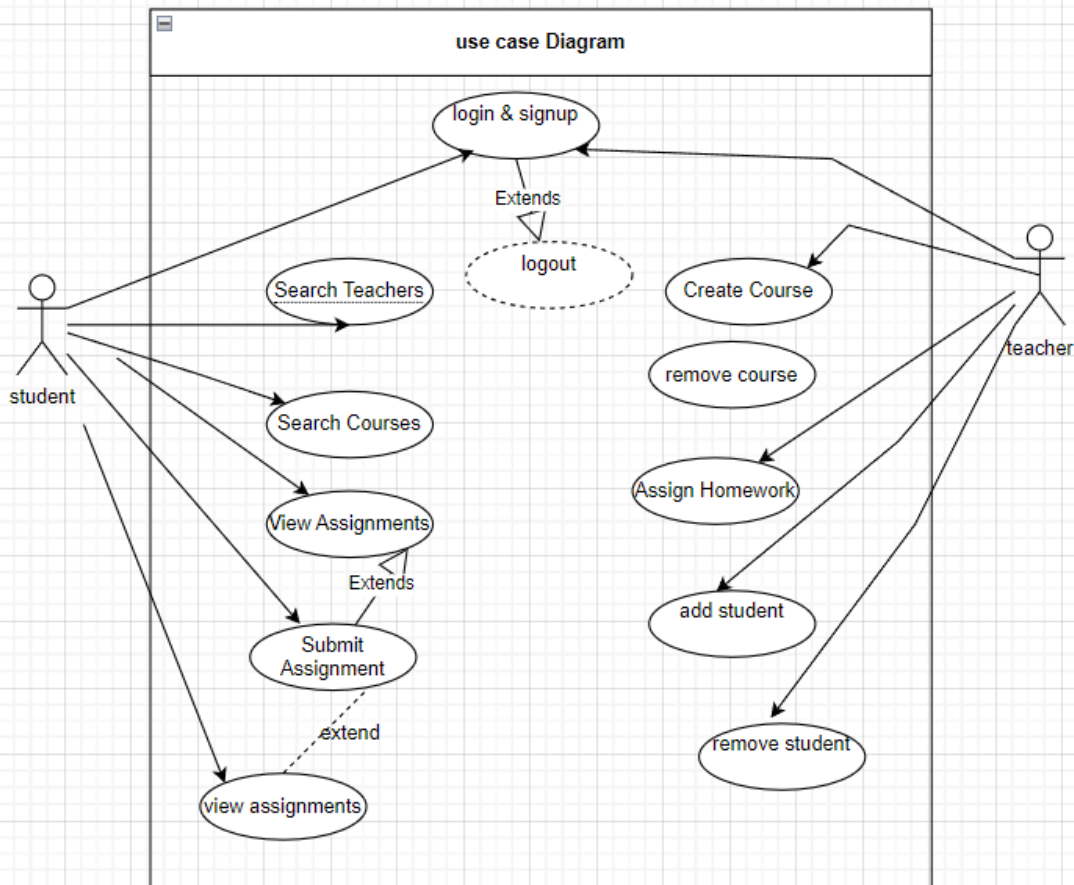 use case Diagram
login & signup
Extends
logout
Search Teachers
Create Course
teacher
remove course
student
Search Courses
Assign Homework
View Assignments
Extends
add student
Submit
Assignment
extend
remove student
view assignments